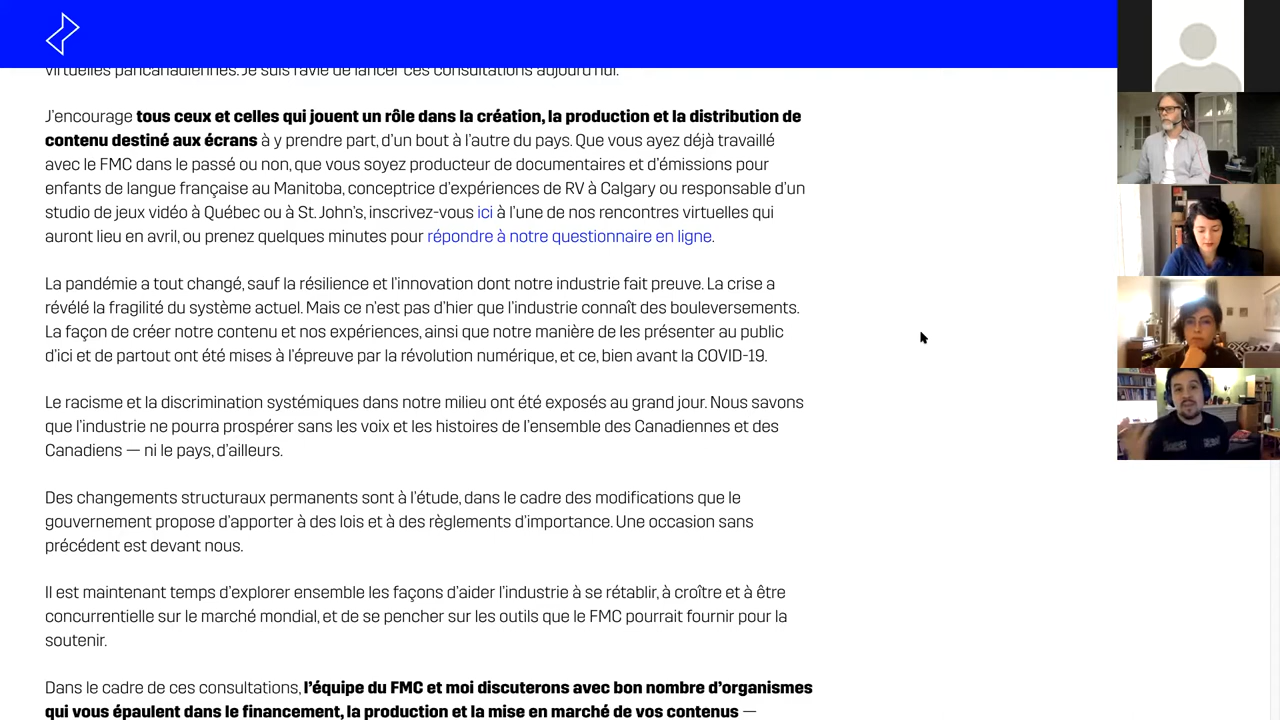 virtuelles pancanadiennes. Je suis ravie de lancer ces consultations aujourd'hui.
J'encourage tous ceux et celles qui jouent un rôle dans la création, la production et la distribution de
contenu destiné aux écrans à y prendre part, d'un bout à l'autre du pays. Que vous ayez déjà travaillé
avec le FMC dans le passé ou non, que vous soyez producteur de documentaires et d'émissions pour
enfants de langue française au Manitoba, conceptrice d'expériences de RV à Calgary ou responsable d'un
studio de jeux vidéo à Québec ou à St. John's, inscrivez-vous ici à l'une de nos rencontres virtuelles qui
auront lieu en avril, ou prenez quelques minutes pour répondre à notre questionnaire en ligne.
La pandémie a tout changé, sauf la résilience et l'innovation dont notre industrie fait preuve. La crise a
révélé la fragilité du système actuel. Mais ce n'est pas d'hier que l'industrie connaît des bouleversements.
La façon de créer notre contenu et nos expériences, ainsi que notre manière de les présenter au public
d'ici et de partout ont été mises à l'épreuve par la révolution numérique, et ce, bien avant la COVID-19.
Le racisme et la discrimination systémiques dans notre milieu ont été exposés au grand jour. Nous savons
que l'industrie ne pourra prospérer sans les voix et les histoires de l'ensemble des Canadiennes et des
Canadiens — ni le pays, d'ailleurs.
Des changements structuraux permanents sont à l'étude, dans le cadre des modifications que le
gouvernement propose d'apporter à des lois et à des règlements d'importance. Une occasion sans
précédent est devant nous.
Il est maintenant temps d'explorer ensemble les façons d'aider l'industrie à se rétablir, à croître et à être
concurrentielle sur le marché mondial, et de se pencher sur les outils que le FMC pourrait fournir pour la
soutenir.
Dans le cadre de ces consultations, l'équipe du FMC et moi discuterons avec bon nombre d'organismes
qui vous épaulent dans le financement, la production et la mise en marché de vos contenus —